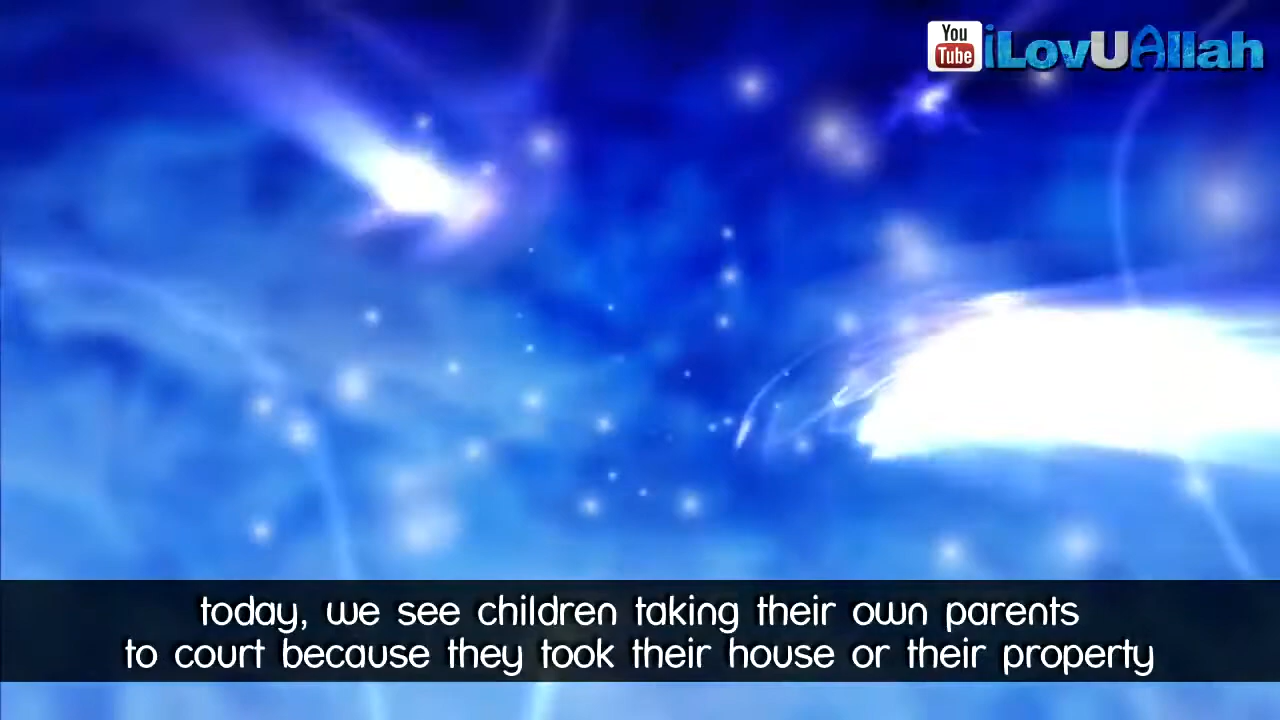 You
Tube
iLovUAllah
today, we see children taking their own parents
to court because they took their house or their property